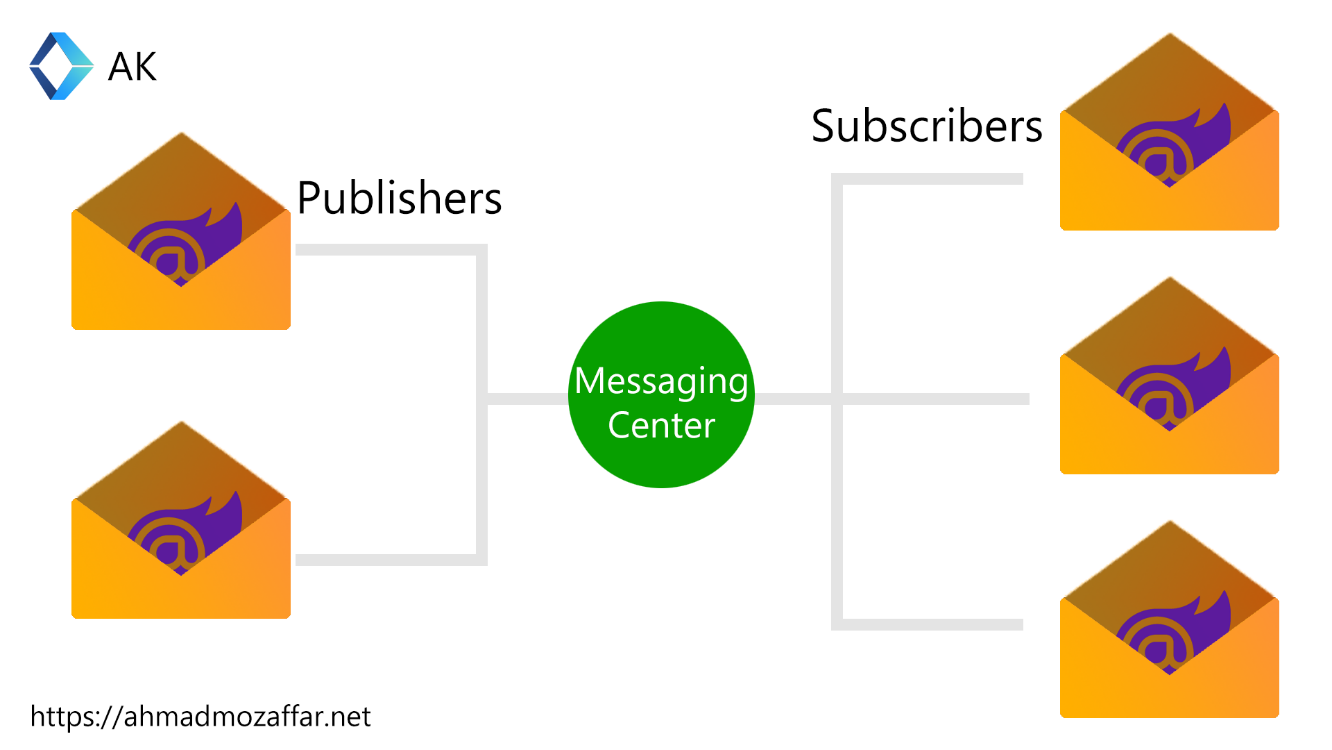 AK
Subscribers
Publishers
Messaging
Center
https://ahmadmozaffar.net